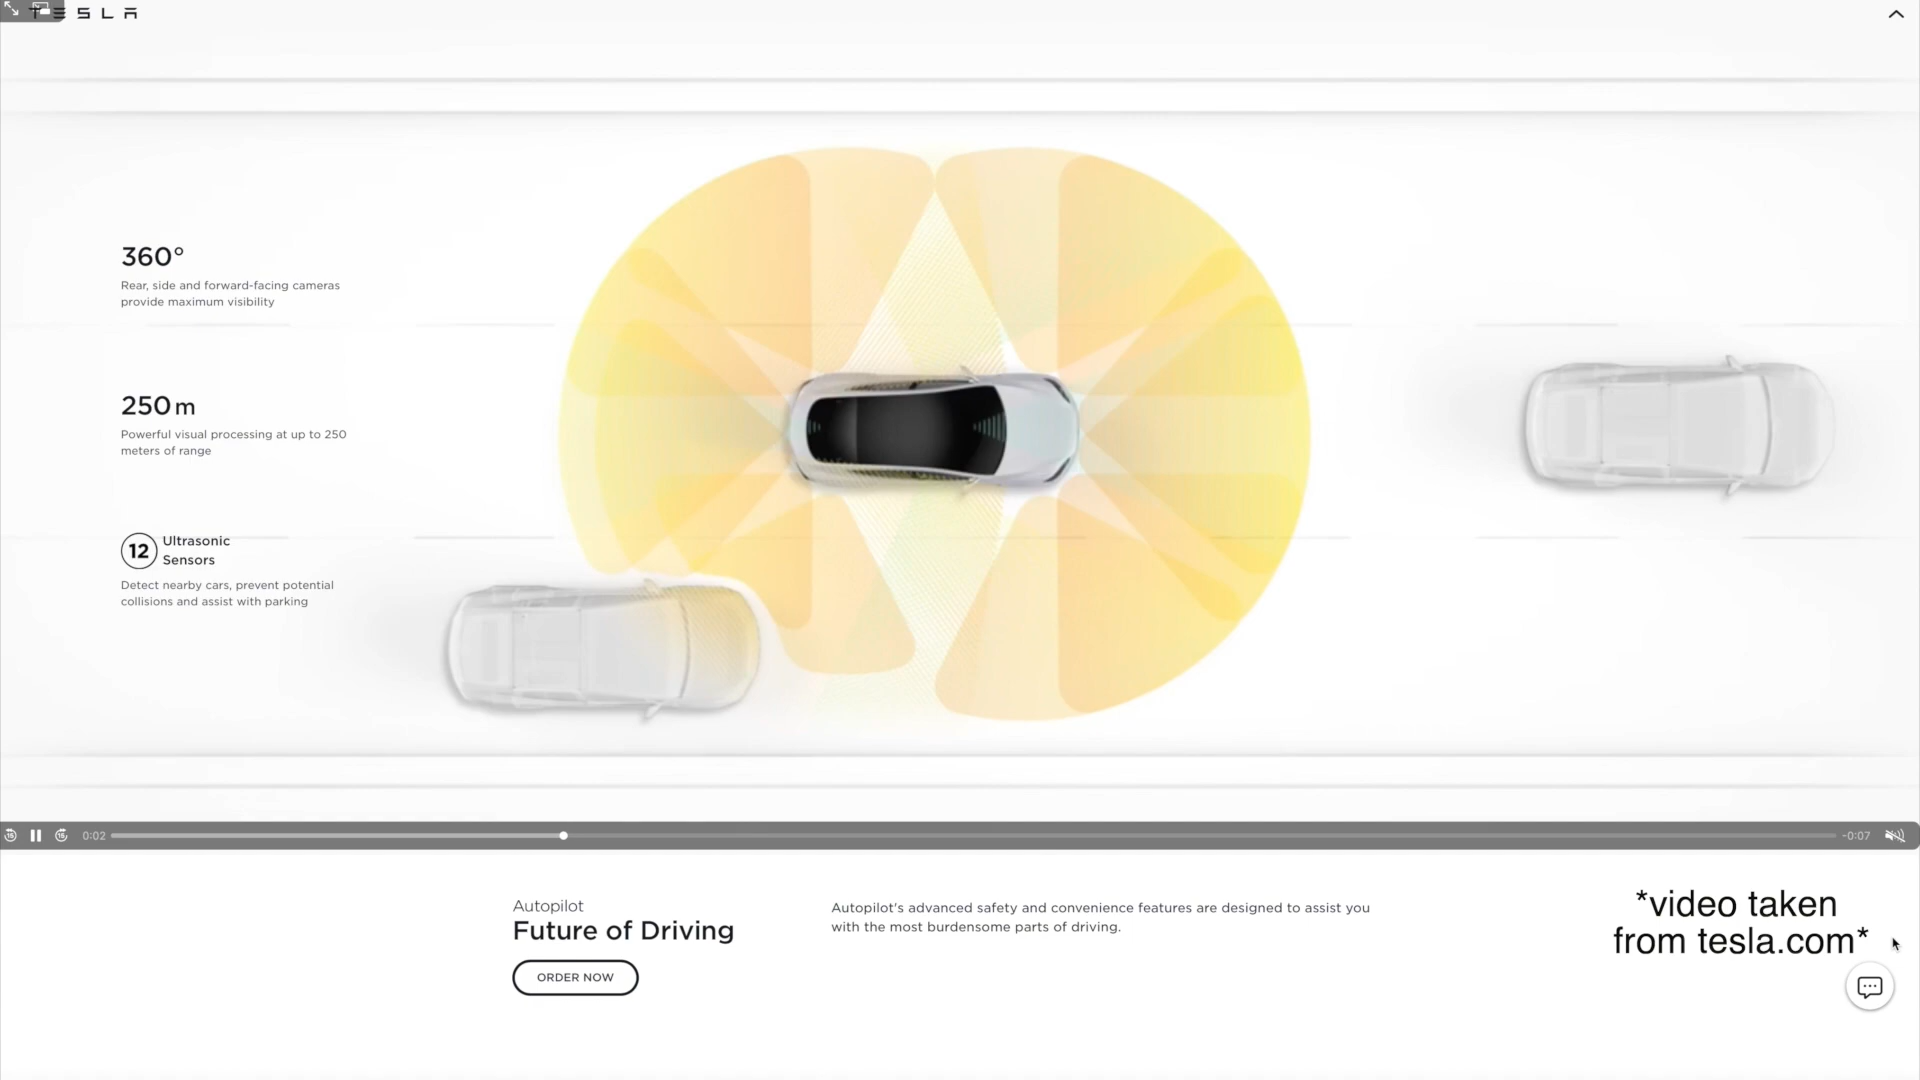 TESLA
360°
Rear, side and forward-facing cameras
provide maximum visibility
250 m
Powerful visual processing at up to 250
meters of range
12 Ultrasonic
Sensors
Detect nearby cars, prevent potential
collisions and assist with parking
15
15
0:02
-0:07
Autopilot
Future of Driving
ORDER NOW
Autopilot's advanced safety and convenience features are designed to assist you
with the most burdensome parts of driving.
*video taken
from tesla.com*